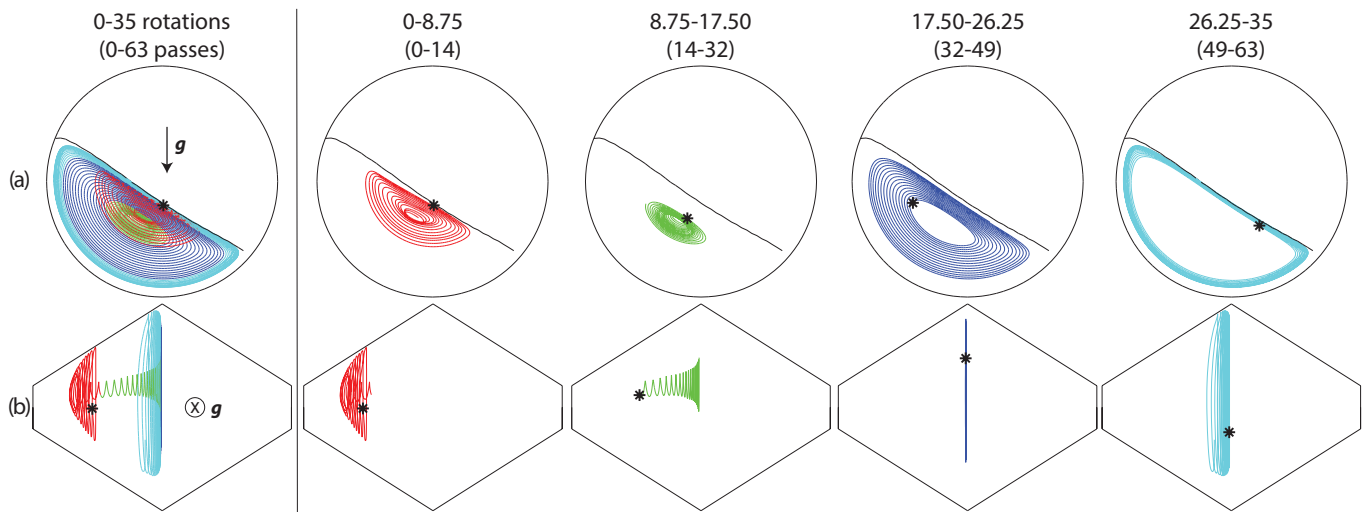 0-35 rotations
(0-63 passes)
0-8.75
(0-14)
8.75-17.50
(14-32)
17.50-26.25
(32-49)
26.25-35
(49-63)
(a)
g
(b)
X g